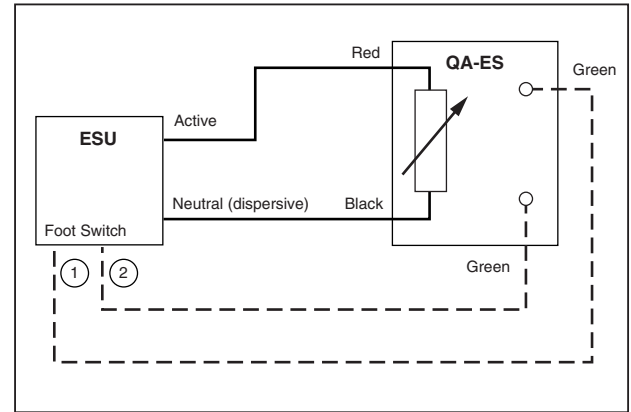 Red
QA-ES
Green
Active
ESU
Neutral (dispersive)
Black
Foot Switch
1
2
Green